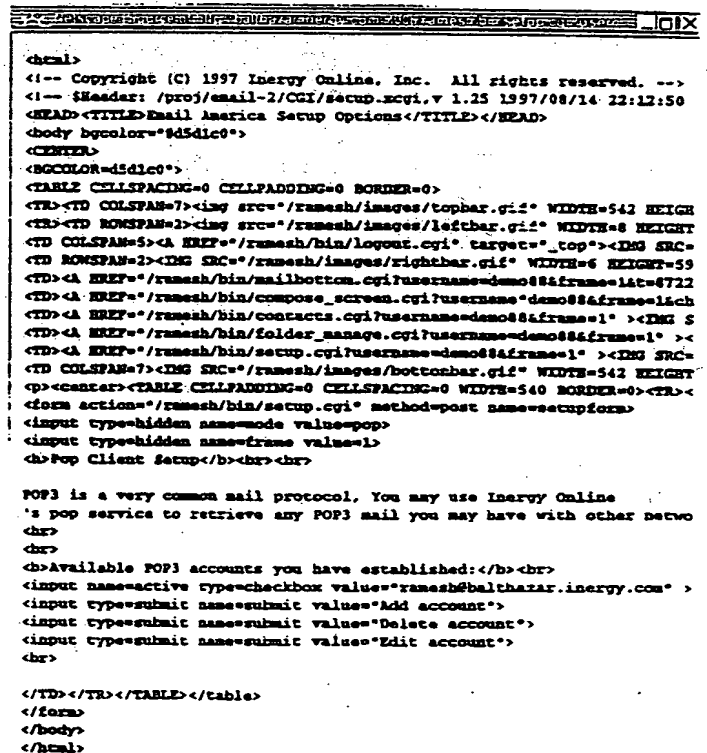 <html>
<!-- Copyright (C) 1997 Inergy Online, Inc. All rights reserved. -->
<!-- $Header: /proj/email-2/CGI/setup.xcgi,v 1.25 1997/08/14 22:12:50
<HEAD><TITLE>Email America Setup Options</TITLE></HEAD>
<body bgcolor="#d5d1c0">
<CENTER>
<BGCOLOR=d5d1c0">
<TABLE CELLSPACING=0 CELLPADDING=0 BORDER=0>
<TR><TD COLSPAN=7><img src="/ramesh/images/topbar.gif" WIDTH=542 HEIGH
<TR><TD ROWSPAN=2><img src="/ramesh/images/leftbar.gif" WIDTH=8 HEIGHT
<TD COLSPAN=5><A HREF="/ramesh/bin/logout.cgi" target="_top"><IMG SRC=
<TD ROWSPAN=2><IMG SRC="/ramesh/images/rightbar.gif" WIDTH=6 HEIGHT=59
<TD><A HREF="/ramesh/bin/mailbottom.cgi?username=demo88&frame=1&t=8722
<TD><A HREF="/ramesh/bin/compose_screen.cgi?username=demo88&frame=1&ch
<TD><A HREF="/ramesh/bin/contacts.cgi?username=demo88&frame=1" ><IMG S
<TD><A HREF="/ramesh/bin/folder_manage.cgi?username=demo88&frame=1" ><
<TD><A HREF="/ramesh/bin/setup.cgi?username=demo88&frame=1" ><IMG SRC=
<TD COLSPAN=7><IMG SRC="/ramesh/images/bottombar.gif" WIDTH=542 HEIGHT
<p><center><TABLE CELLPADDING=0 CELLSPACING=0 WIDTH=540 BORDER=0><TR><
<form action="/ramesh/bin/setup.cgi" method=post name=setupform>
<input type=hidden name=mode value=pop>
<input type=hidden name=frame value=1>
<b>Pop Client Setup</b><br><br>
POP3 is a very common mail protocol, You may use Inergy Online
's pop service to retrieve any POP3 mail you may have with other netwo
<br>
<br>
<b>Available POP3 accounts you have established:</b><br>
<input name=active type=checkbox value="ramesh@balthazar.inergy.com" >
<input type=submit name=submit value="Add account">
<input type=submit name=submit value="Delete account">
<input type=submit name=submit value="Edit account">
<br>
</TD></TR></TABLE></table>
</form>
</body>
</html>